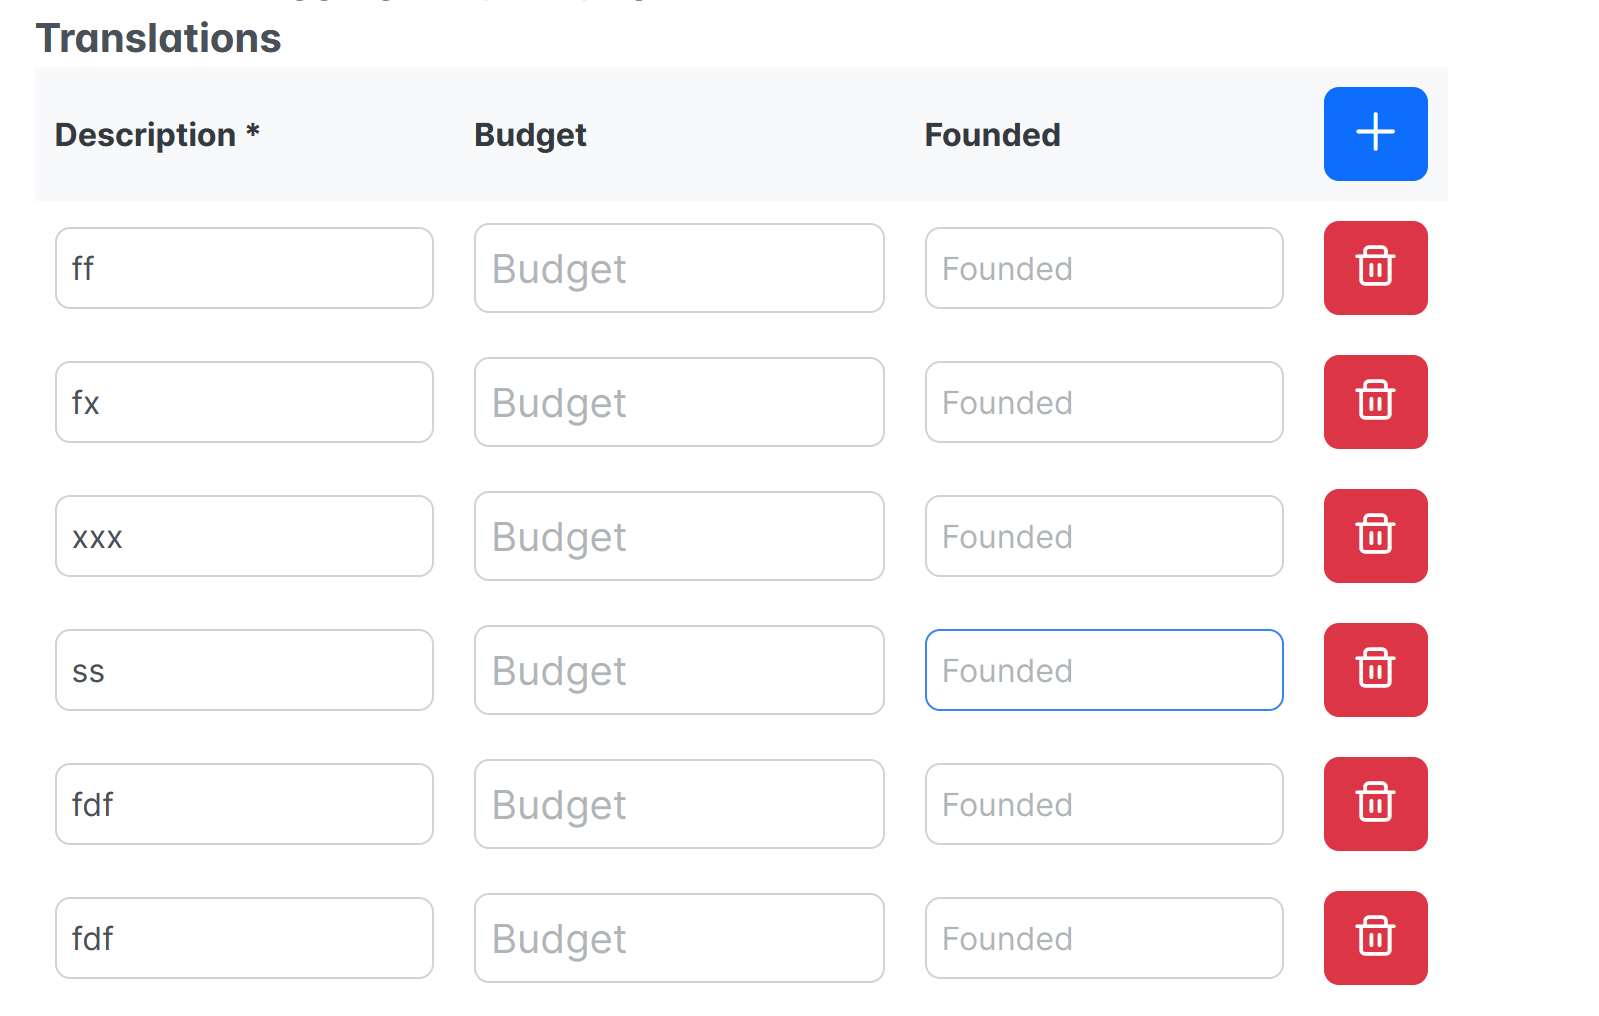 Translations
Description * Budget Founded
ff Budget Founded
fx Budget Founded
xxx Budget Founded
ss Budget Founded
fdf Budget Founded
fdf Budget Founded